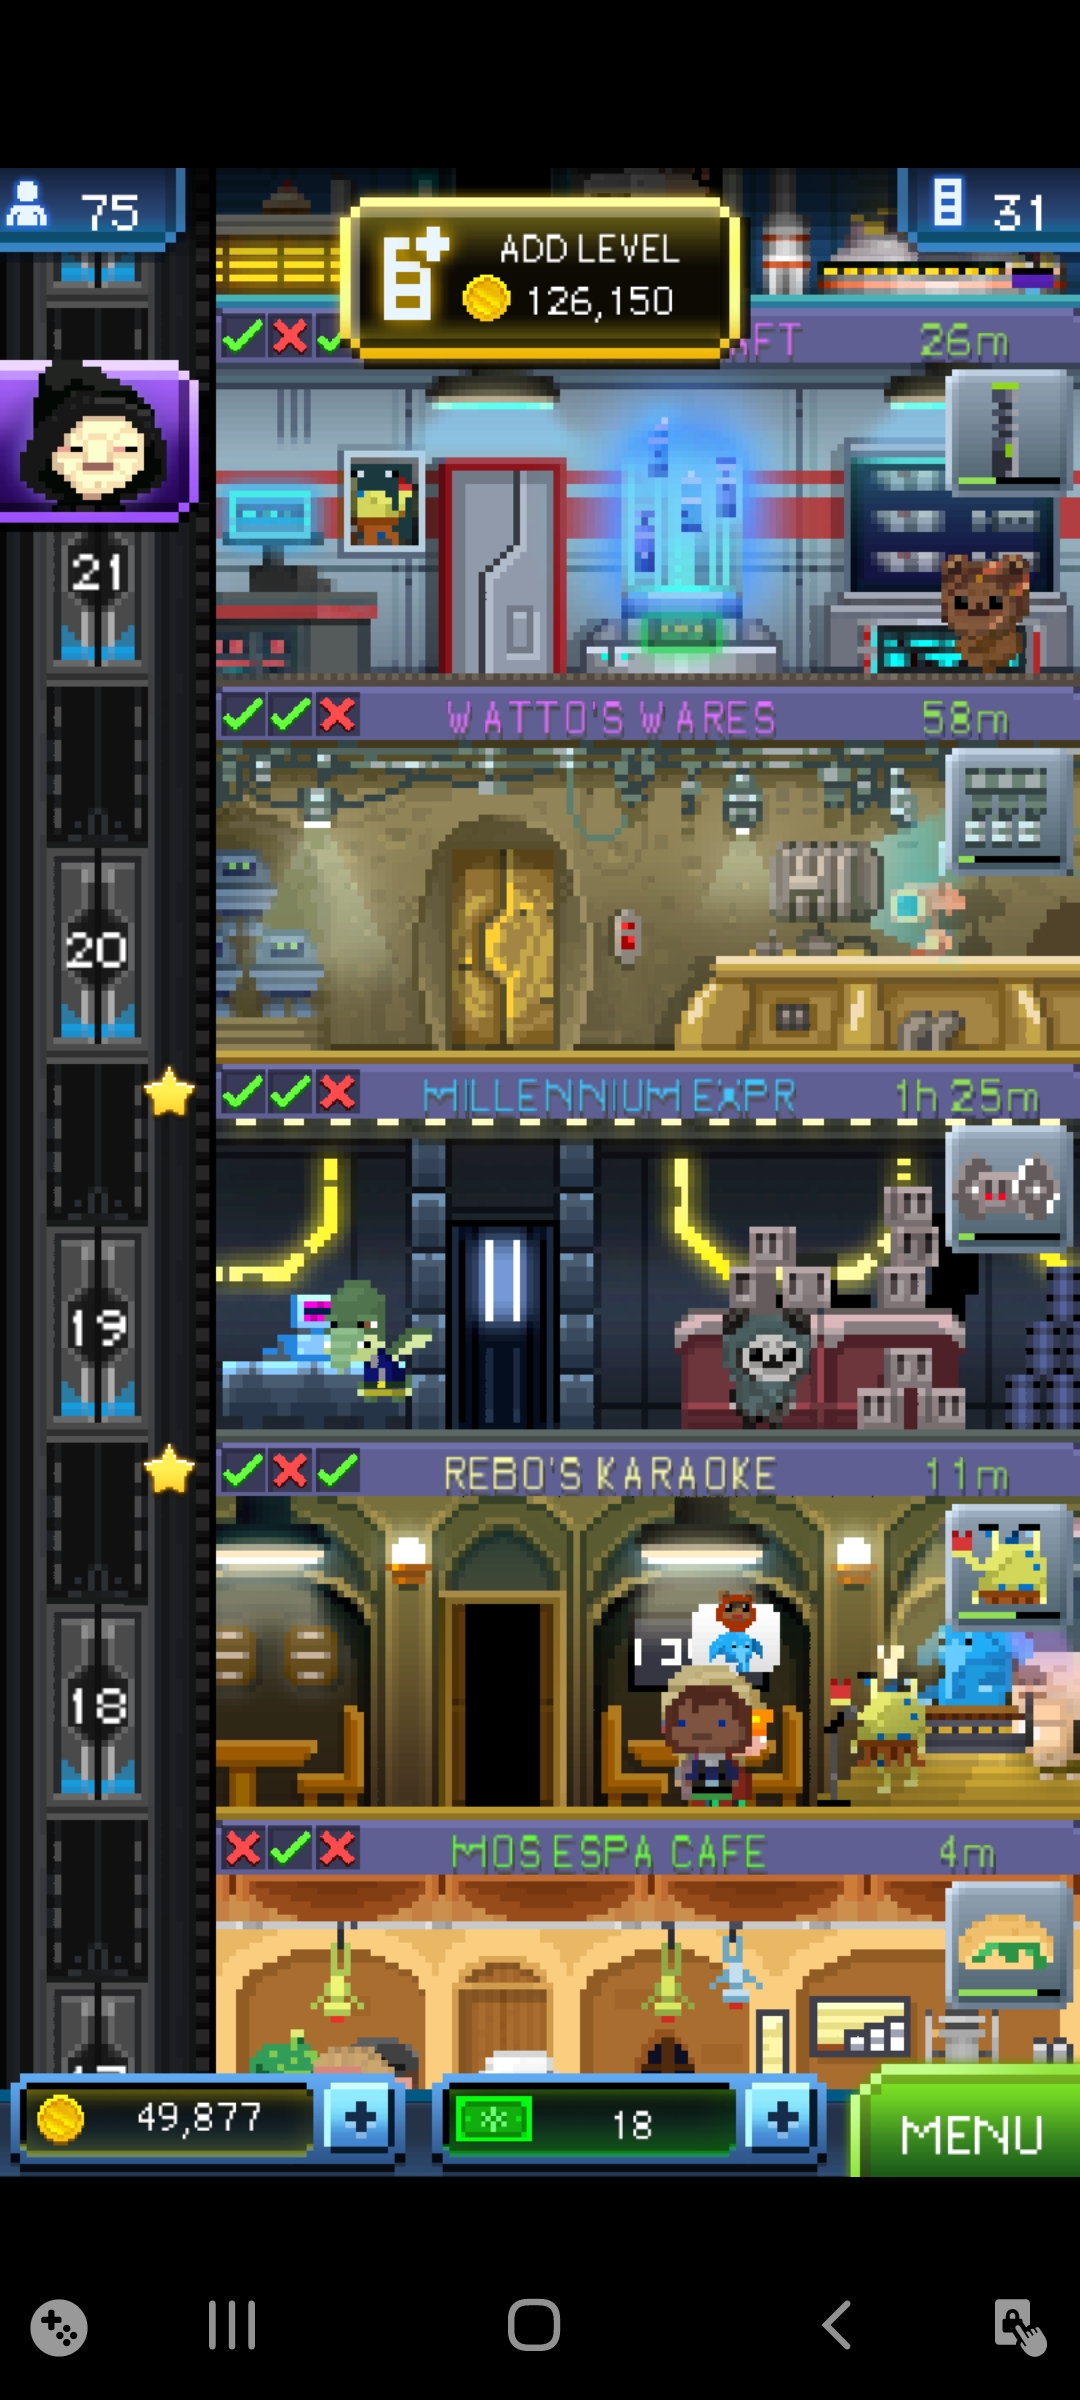 75
31
ADD LEVEL
126,150
26m
21
WATTO'S WARES
58m
20
MILLENNIUM EXPR
1h 25m
19
REBO'S KARAOKE
11m
18
MOS ESPA CAFE
4m
49,877
18
MENU